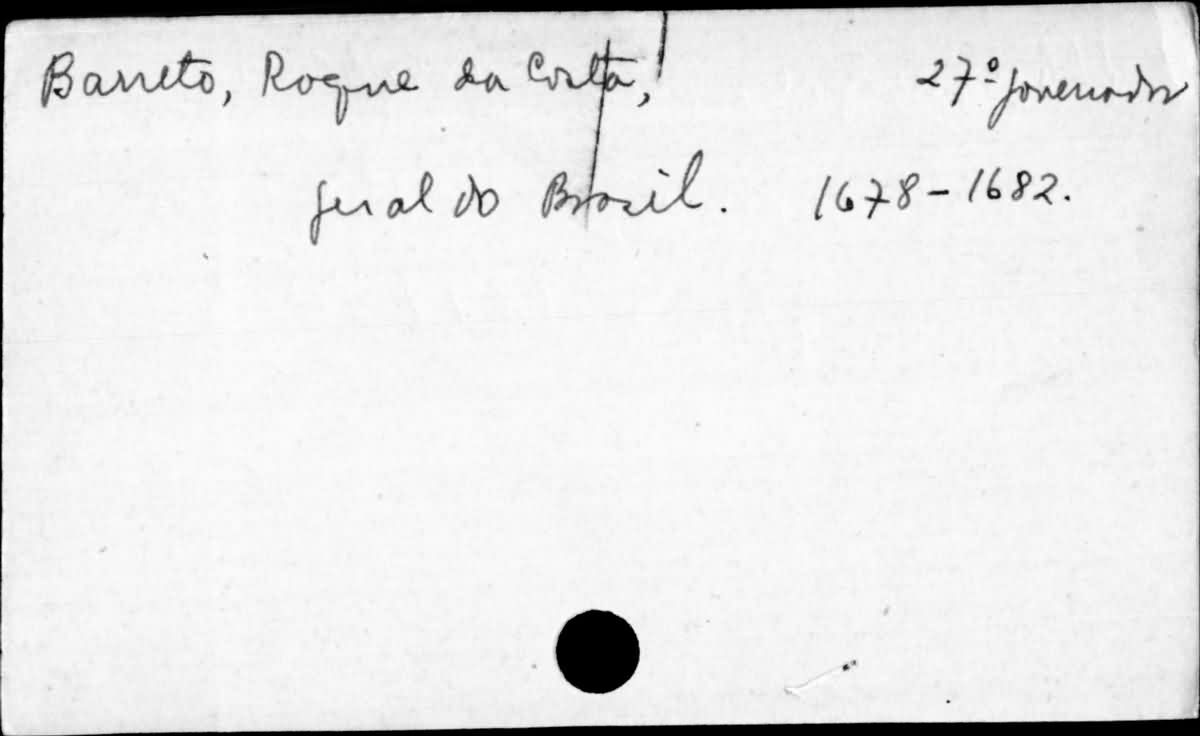 Barreto, Roque da Costa, 27º governador
geral do Brasil. 1678-1682.